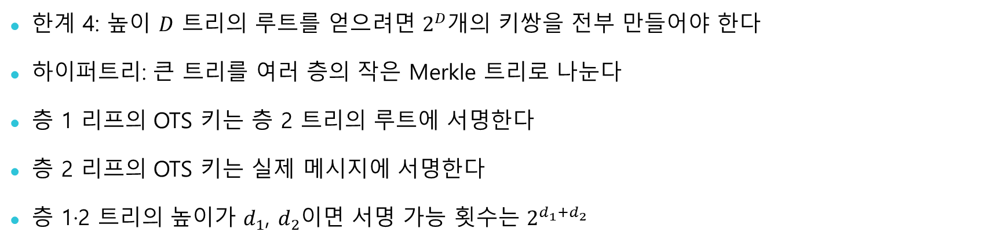 • 한계 4: 높이 D 트리의 루트를 얻으려면 2^D개의 키쌍을 전부 만들어야 한다
• 하이퍼트리: 큰 트리를 여러 층의 작은 Merkle 트리로 나눈다
• 층 1 리프의 OTS 키는 층 2 트리의 루트에 서명한다
• 층 2 리프의 OTS 키는 실제 메시지에 서명한다
• 층 1·2 트리의 높이가 d₁, d₂이면 서명 가능 횟수는 2^{d₁+d₂}